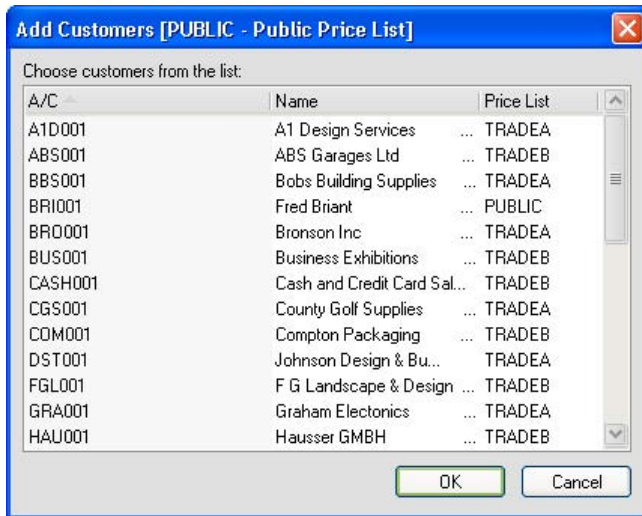 Add Customers [PUBLIC - Public Price List]
Choose customers from the list:
A/C Name Price List
A1D001 A1 Design Services ... TRADEA
ABS001 ABS Garages Ltd ... TRADEB
BBS001 Bobs Building Supplies ... TRADEA
BRI001 Fred Briant ... PUBLIC
BRO001 Bronson Inc ... TRADEA
BUS001 Business Exhibitions ... TRADEB
CASH001 Cash and Credit Card Sal... TRADEB
CGS001 County Golf Supplies ... TRADEA
COM001 Compton Packaging ... TRADEB
DST001 Johnson Design & Bu... TRADEA
FGL001 F G Landscape & Design ... TRADEB
GRA001 Graham Electonics ... TRADEA
HAU001 Hausser GMBH ... TRADEB
OK Cancel